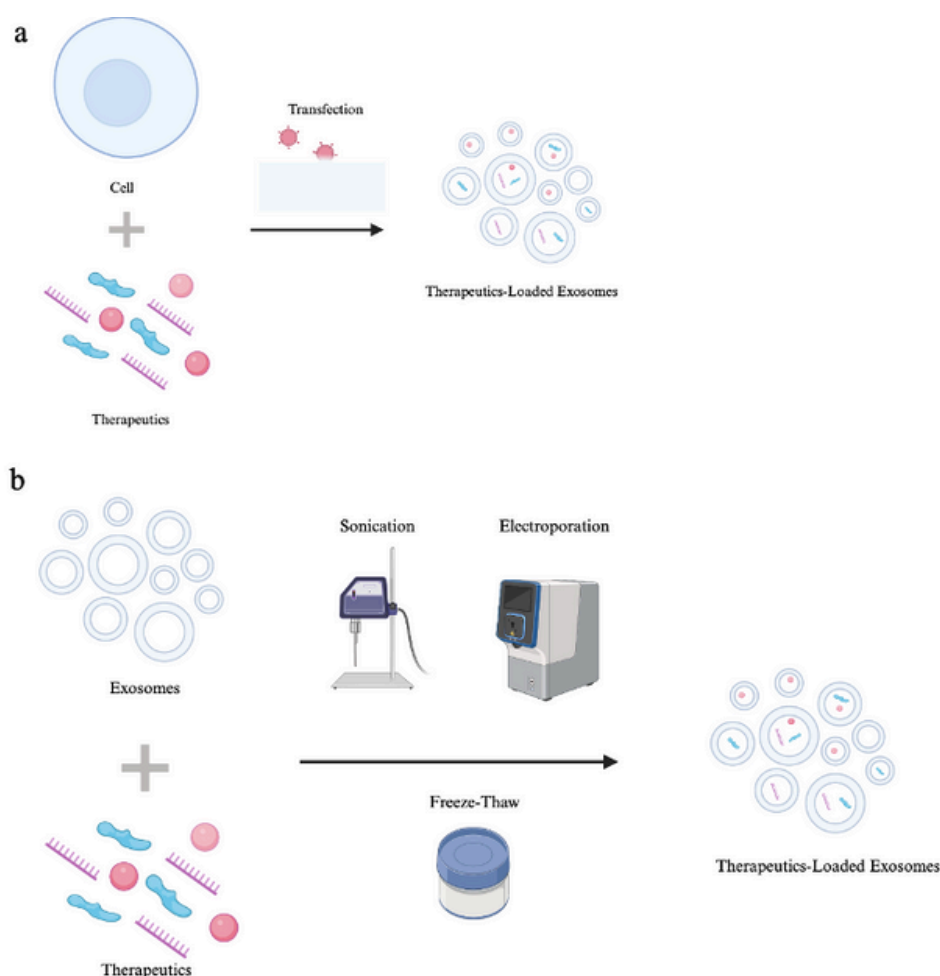 a
Transfection
Cell
Therapeutics-Loaded Exosomes
Therapeutics
b
Sonication
Electroporation
Exosomes
Freeze-Thaw
Therapeutics-Loaded Exosomes
Therapeutics